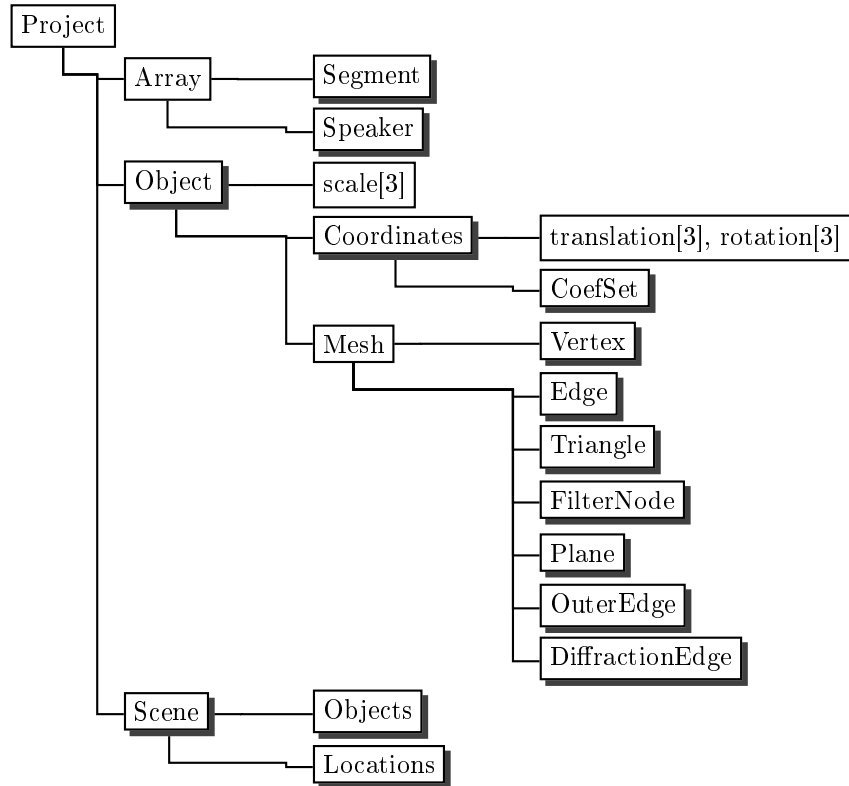 Project
Array
Segment
Speaker
Object
scale[3]
Coordinates
translation[3], rotation[3]
CoefSet
Mesh
Vertex
Edge
Triangle
FilterNode
Plane
OuterEdge
DiffractionEdge
Scene
Objects
Locations